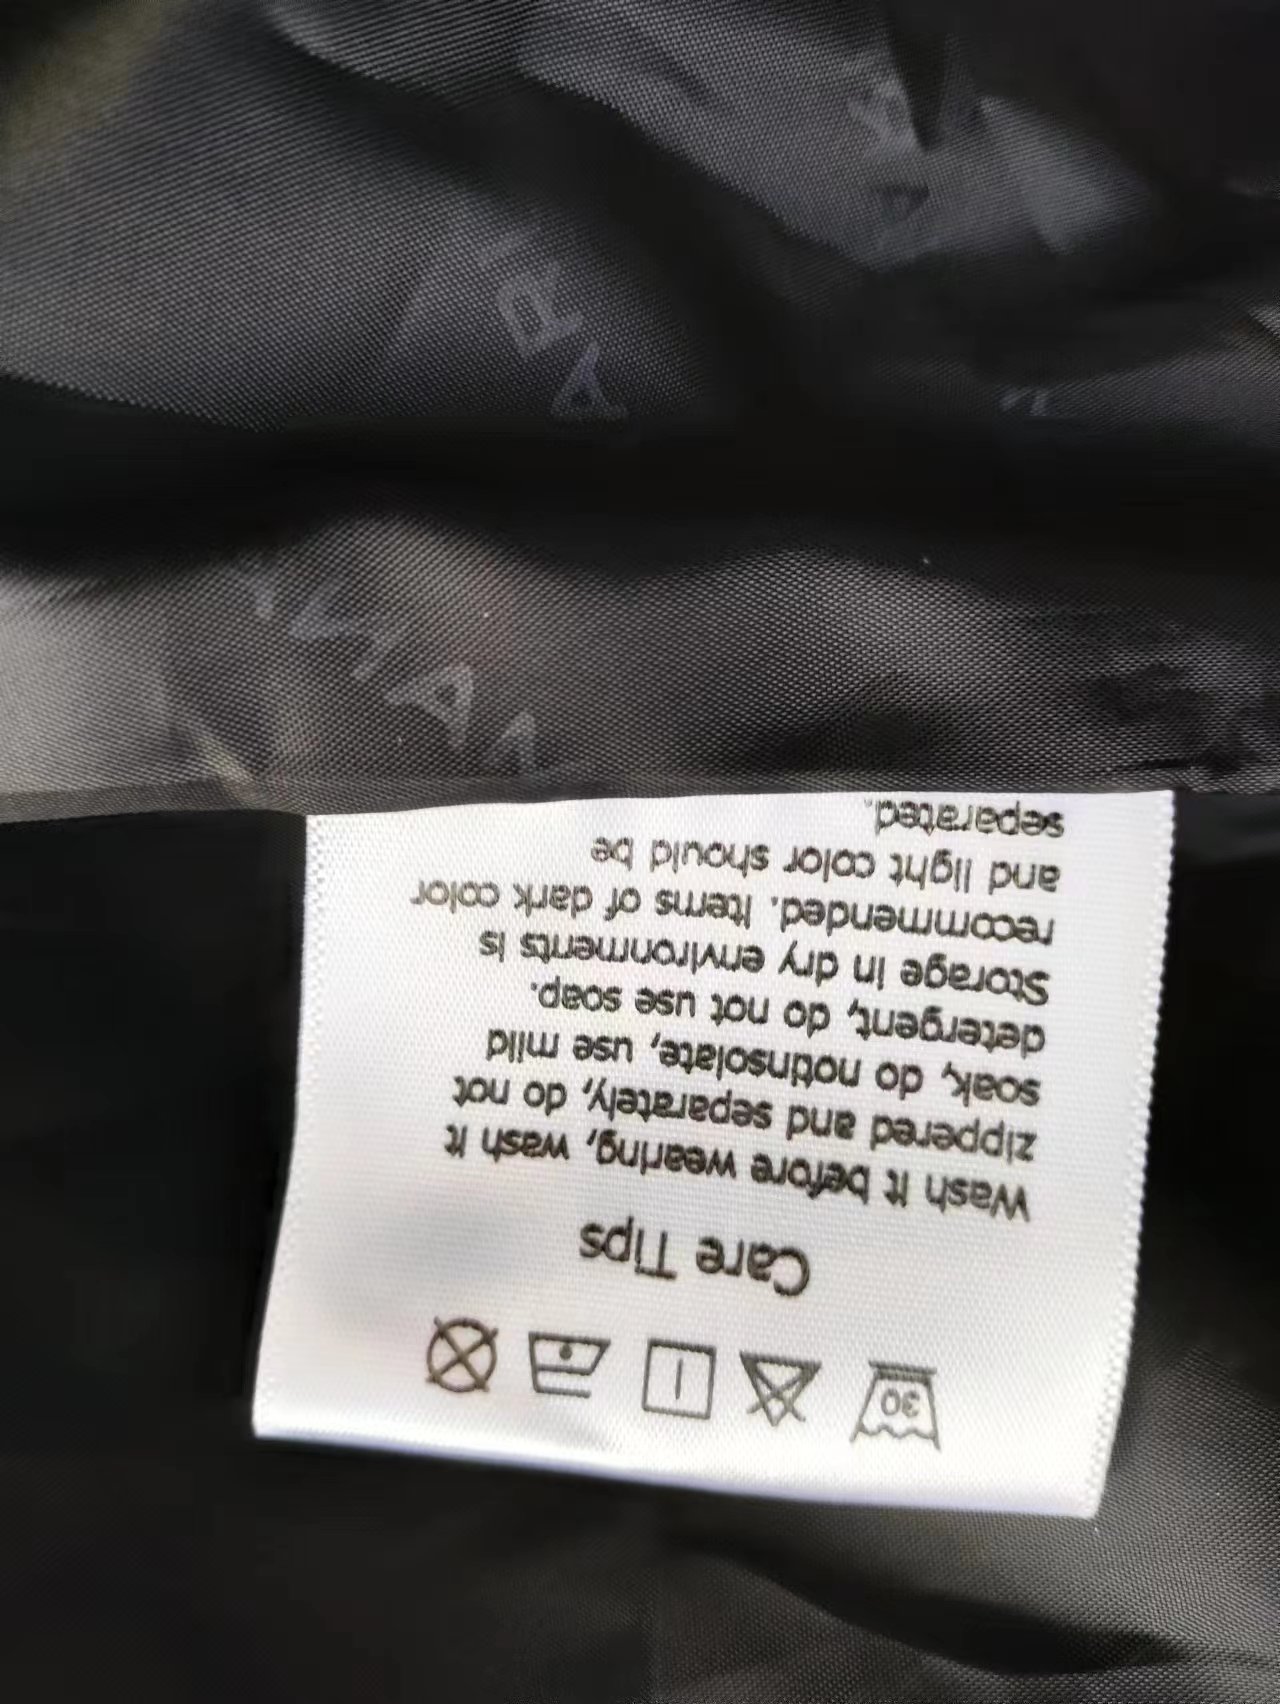 30
Care Tips
Wash it before wearing, wash it
zippered and separately, do not
soak, do notinsolate, use mild
detergent, do not use soap.
Storage in dry environments is
recommended. Items of dark color
and light color should be
separated.